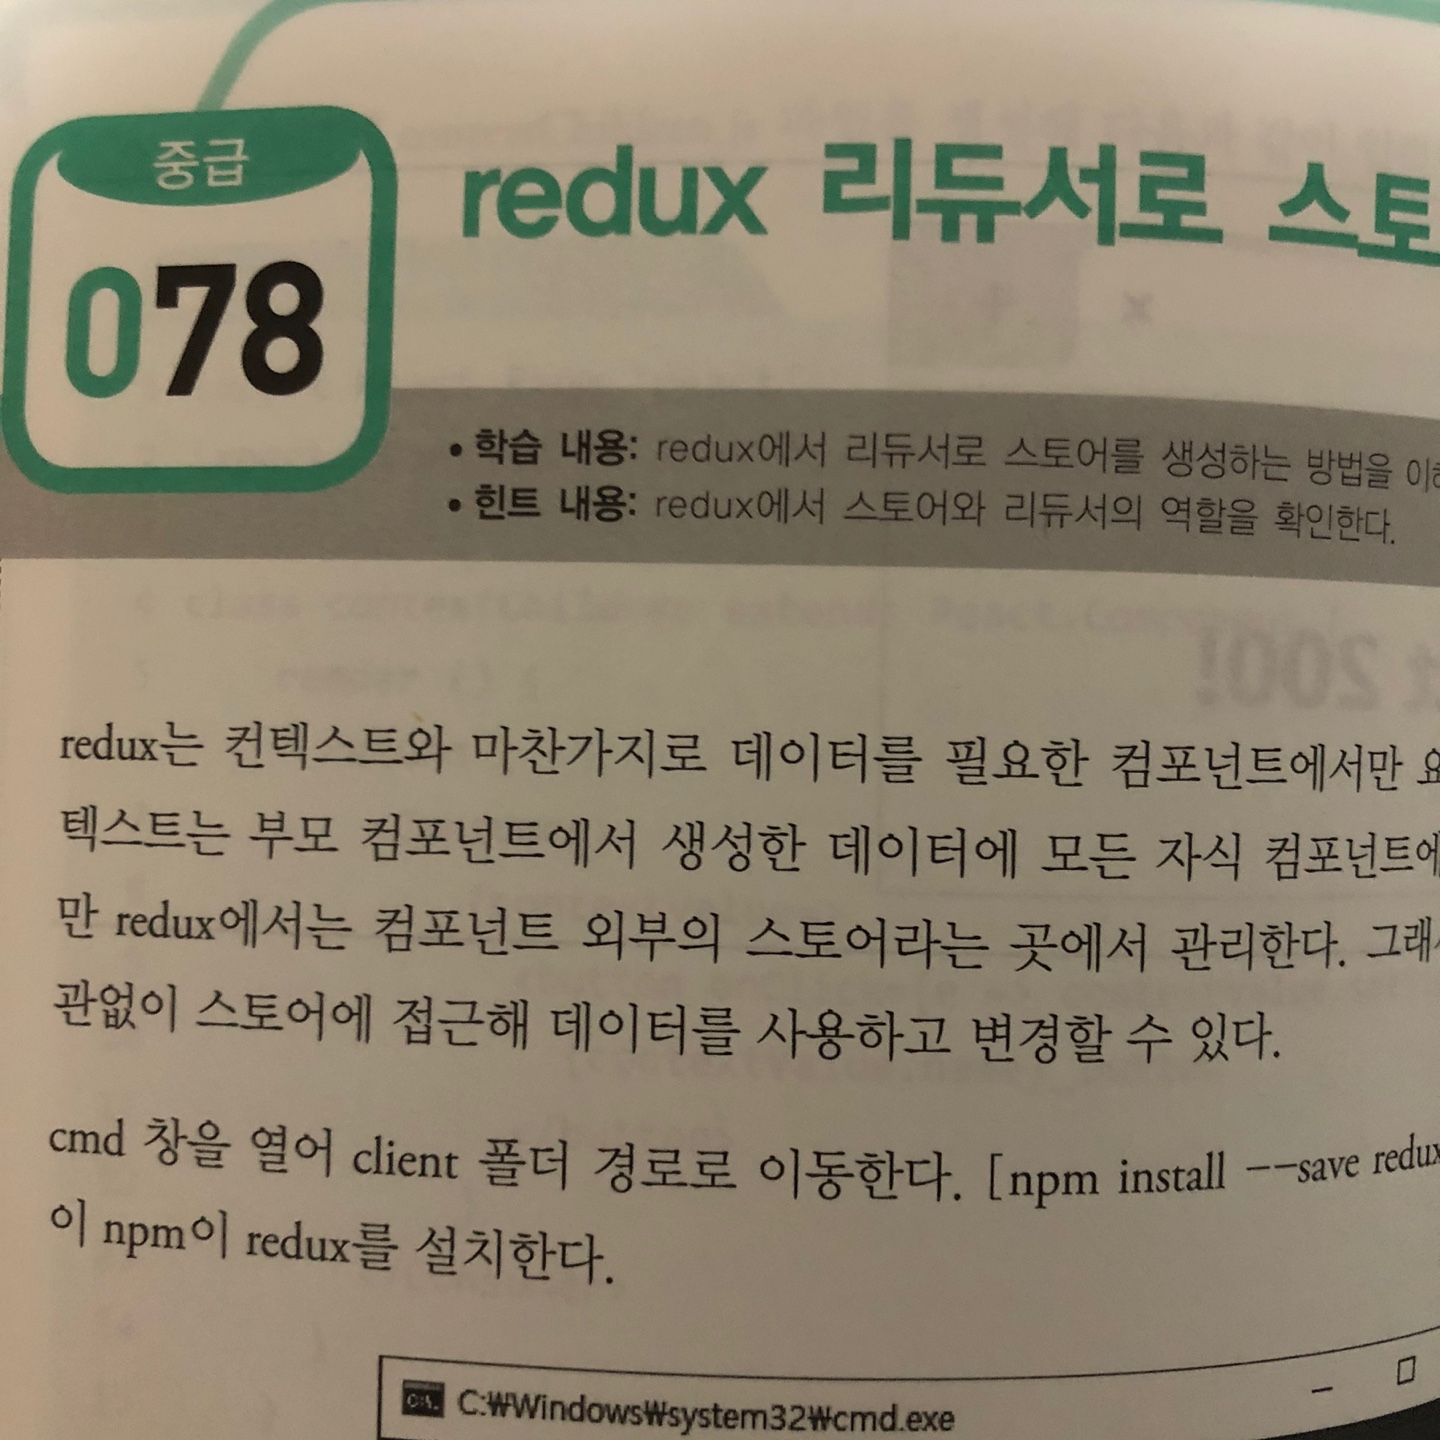 중급
078
redux 리듀서로 스토
• 학습 내용: redux에서 리듀서로 스토어를 생성하는 방법을
• 힌트 내용: redux에서 스토어와 리듀서의 역할을 확인한다.
redux는 컨텍스트와 마찬가지로 데이터를 필요한 컴포넌트에서만
텍스트는 부모 컴포넌트에서 생성한 데이터에 모든 자식 컴포넌트에
만 redux에서는 컴포넌트 외부의 스토어라는 곳에서 관리한다. 그래서
관없이 스토어에 접근해 데이터를 사용하고 변경할 수 있다.
cmd 창을 열어 client 폴더 경로로 이동한다. [npm install --save redux
이 npm이 redux를 설치한다.
C:₩Windows₩system32₩cmd.exe